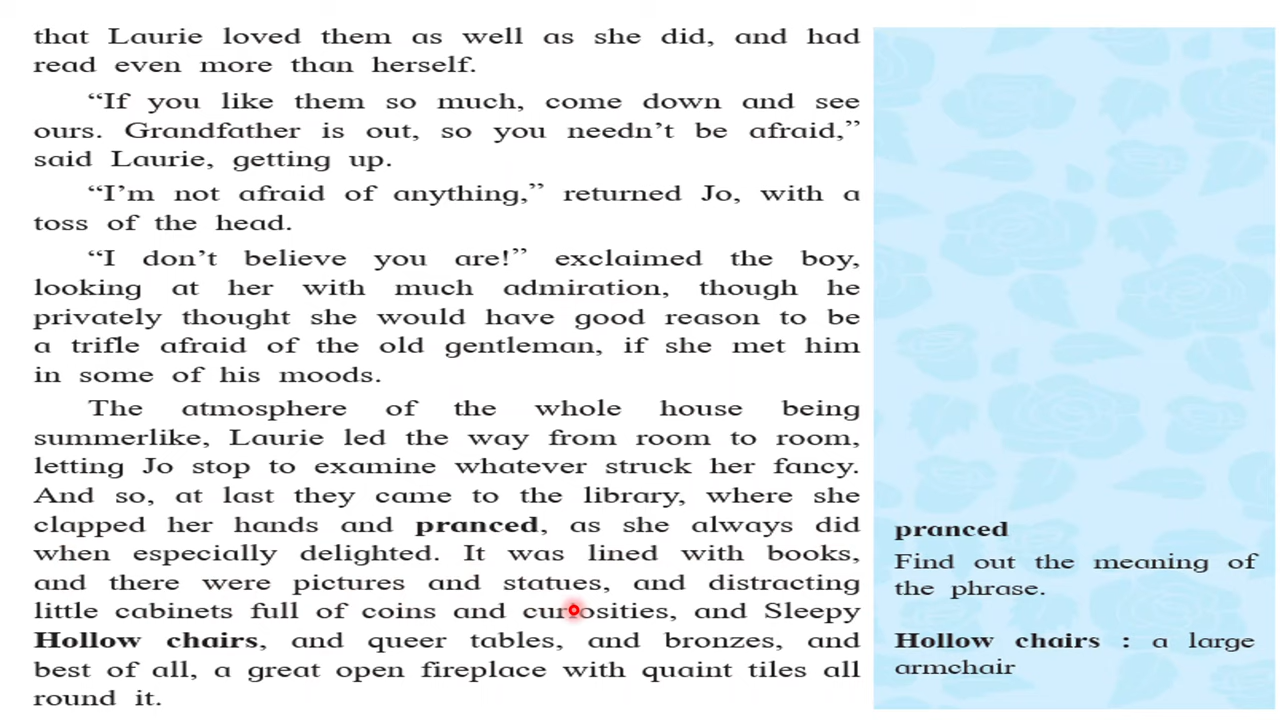 that Laurie loved them as well as she did, and had
read even more than herself.
“If you like them so much, come down and see
ours. Grandfather is out, so you needn’t be afraid,”
said Laurie, getting up.
“I’m not afraid of anything,” returned Jo, with a
toss of the head.
“I don’t believe you are!” exclaimed the boy,
looking at her with much admiration, though he
privately thought she would have good reason to be
a trifle afraid of the old gentleman, if she met him
in some of his moods.
The atmosphere of the whole house being
summerlike, Laurie led the way from room to room,
letting Jo stop to examine whatever struck her fancy.
And so, at last they came to the library, where she
clapped her hands and pranced, as she always did
when especially delighted. It was lined with books,
and there were pictures and statues, and distracting
little cabinets full of coins and curiosities, and Sleepy
Hollow chairs, and queer tables, and bronzes, and
best of all, a great open fireplace with quaint tiles all
round it.
pranced
Find out the meaning of
the phrase.
Hollow chairs : a large
armchair